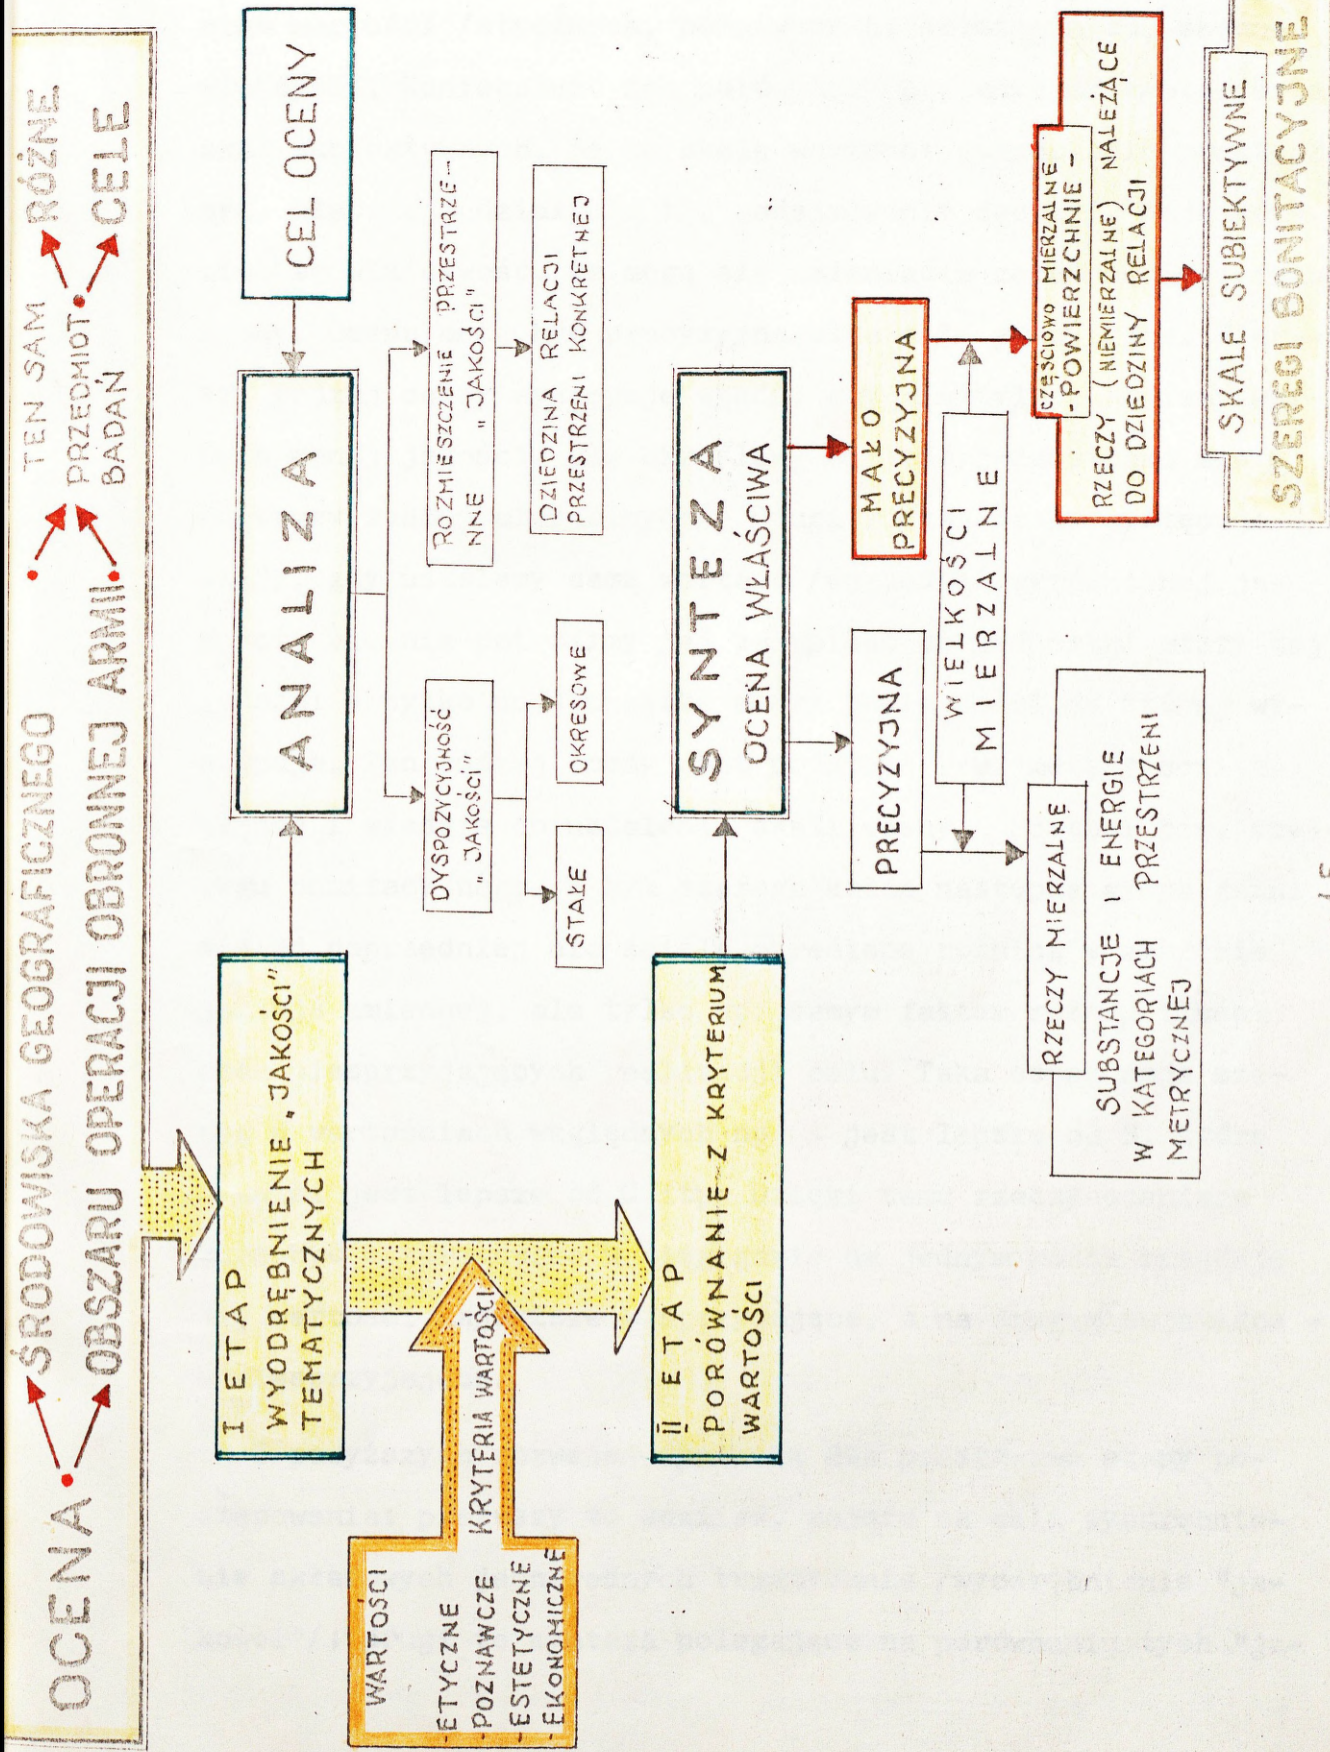 OCENA
ŚRODOWISKA GEOGRAFICZNEGO
OBSZARU OPERACJI OBRONNEJ ARMII
TEN SAM
PRZEDMIOT
BADAŃ
RÓŻNE
CELE
I ETAP
WYODRĘBNIENIE „JAKOŚCI”
TEMATYCZNYCH
ANALIZA
CEL OCENY
DYSPOZYCYJNOŚĆ
„JAKOŚCI”
STAŁE
OKRESOWE
ROZMIESZCZENIE PRZESTRZE-
NNE „JAKOŚCI”
DZIEDZINA RELACJI
PRZESTRZENI KONKRETNEJ
WARTOŚCI
- ETYCZNE
- POZNAWCZE
- ESTETYCZNE
- EKONOMICZNE
KRYTERIA WARTOŚCI
II ETAP
PORÓWNANIE Z KRYTERIUM
WARTOŚCI
SYNTEZA
OCENA WŁAŚCIWA
PRECYZYJNA
MAŁO
PRECYZYJNA
WIELKOŚCI
MIERZALNE
RZECZY MIERZALNE
SUBSTANCJE I ENERGIE
W KATEGORIACH PRZESTRZENI
METRYCZNEJ
CZĘŚCIOWO MIERZALNE
- POWIERZCHNIE -
RZECZY (NIEMIERZALNE) NALEŻĄCE
DO DZIEDZINY RELACJI
SKALE SUBIEKTYWNE
SZEREGI BONITACYJNE